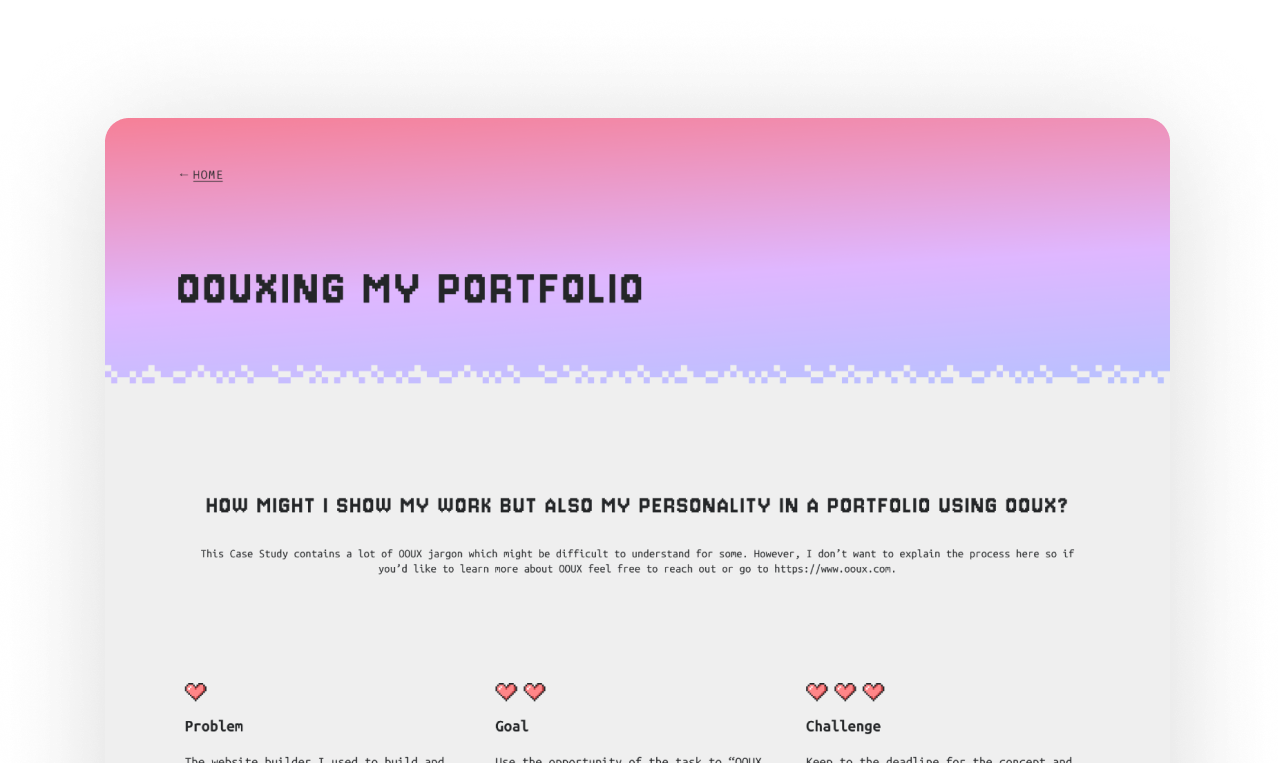 ← HOME
OOUXING MY PORTFOLIO
HOW MIGHT I SHOW MY WORK BUT ALSO MY PERSONALITY IN A PORTFOLIO USING OOUX?
This Case Study contains a lot of OOUX jargon which might be difficult to understand for some. However, I don’t want to explain the process here so if
you’d like to learn more about OOUX feel free to reach out or go to https://www.ooux.com.
Problem
Goal
Challenge
The website builder I used to build and
Use the opportunity of the task to “OOUX
Keep to the deadline for the concept and